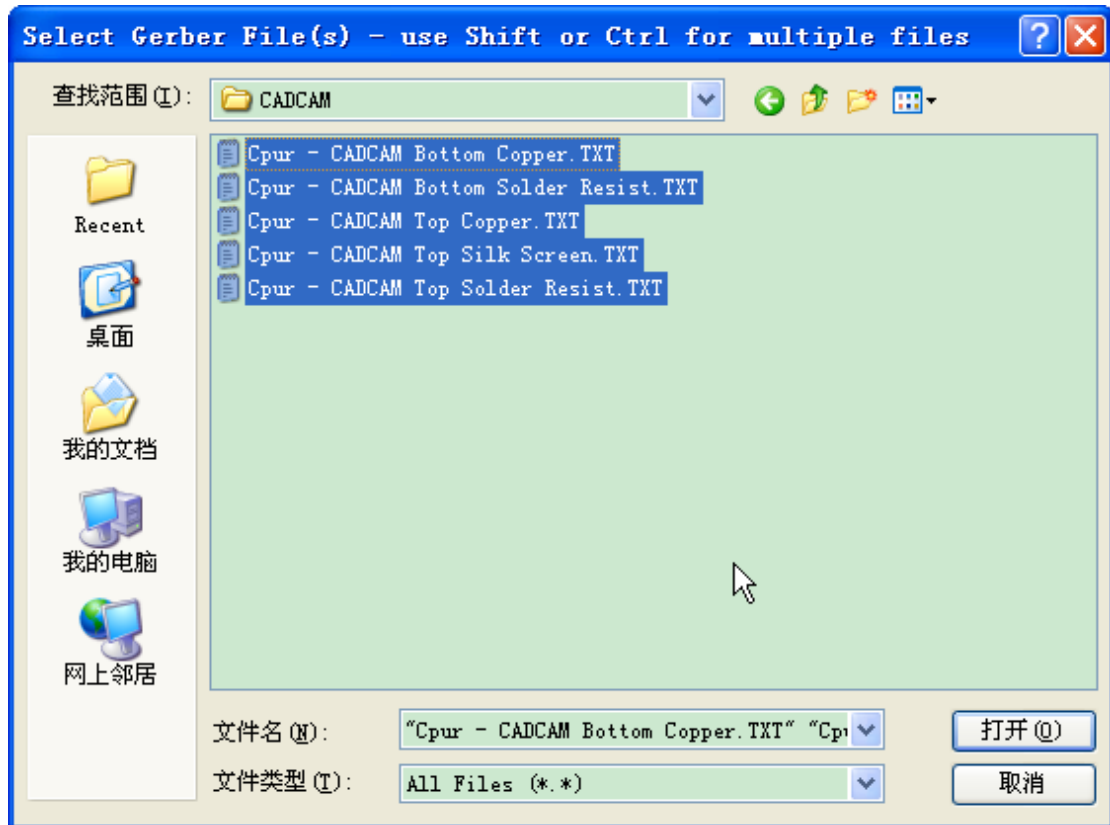 Select Gerber File(s) - use Shift or Ctrl for multiple files
查找范围(I):
CADCAM
Cpur - CADCAM Bottom Copper.TXT
Cpur - CADCAM Bottom Solder Resist.TXT
Cpur - CADCAM Top Copper.TXT
Cpur - CADCAM Top Silk Screen.TXT
Cpur - CADCAM Top Solder Resist.TXT
Recent
桌面
我的文档
我的电脑
网上邻居
文件名(N):
"Cpur - CADCAM Bottom Copper.TXT" "Cpu
打开(O)
文件类型(T):
All Files (*.*)
取消